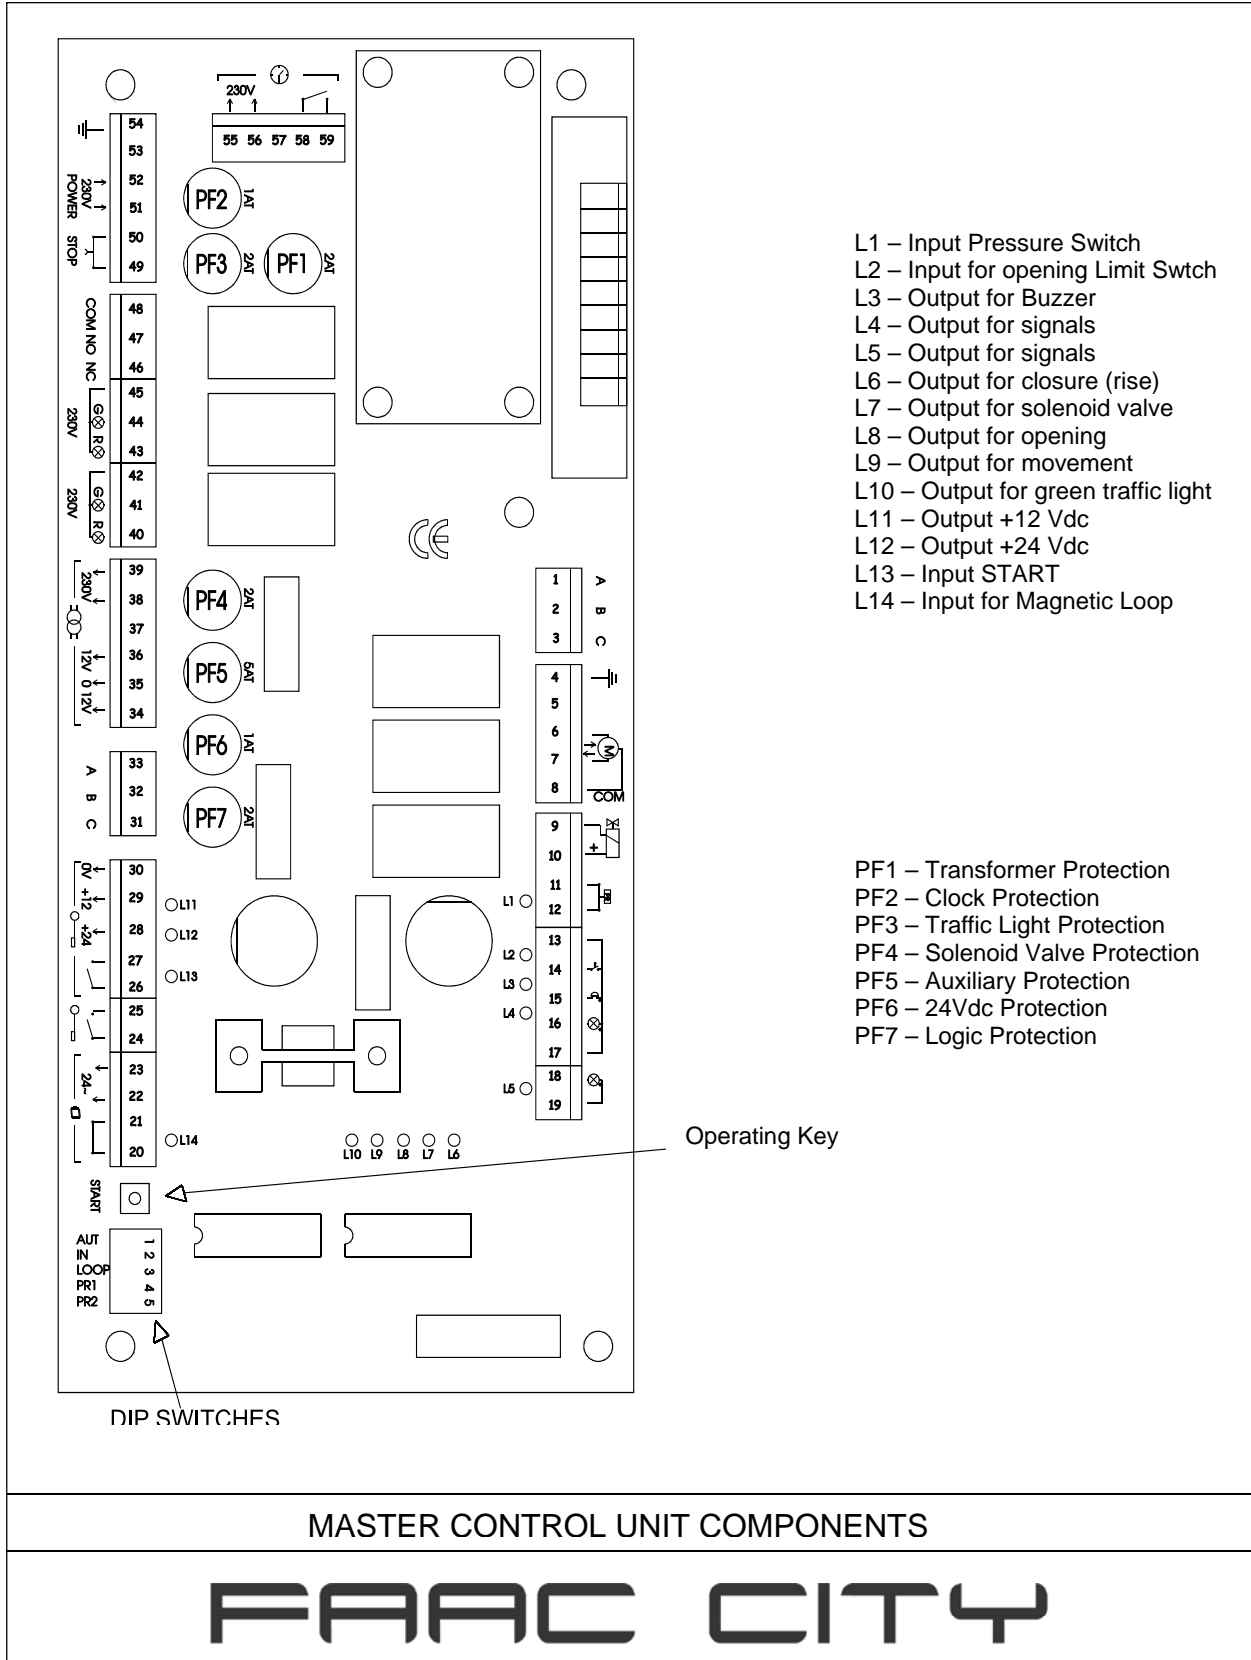 230V
55 56 57 58 59
54
53
52
51
50
49
230V
POWER
STOP
PF2
1AT
PF3
2AT
PF1
2AT
48
47
46
COM NO NC
45
44
43
G R
230V
42
41
40
G R
230V
39
38
37
36
35
34
230V
12V 0 12V
PF4
2AT
PF5
5AT
PF6
1AT
PF7
2AT
33
32
31
A
B
C
30
29
28
27
26
25
24
23
22
21
20
0V +12 +24
24~
L11
L12
L13
L14
1
2
3
A
B
C
4
5
6
7
8
M
COM
9
10
+
11
12
13
14
15
16
17
18
19
L1
L2
L3
L4
L5
L10 L9 L8 L7 L6
CE
START
AUT 1
IN 2
LOOP 3
PR1 4
PR2 5
DIP SWITCHES
Operating Key
L1 – Input Pressure Switch
L2 – Input for opening Limit Swtch
L3 – Output for Buzzer
L4 – Output for signals
L5 – Output for signals
L6 – Output for closure (rise)
L7 – Output for solenoid valve
L8 – Output for opening
L9 – Output for movement
L10 – Output for green traffic light
L11 – Output +12 Vdc
L12 – Output +24 Vdc
L13 – Input START
L14 – Input for Magnetic Loop
PF1 – Transformer Protection
PF2 – Clock Protection
PF3 – Traffic Light Protection
PF4 – Solenoid Valve Protection
PF5 – Auxiliary Protection
PF6 – 24Vdc Protection
PF7 – Logic Protection
MASTER CONTROL UNIT COMPONENTS
FAAC CITY